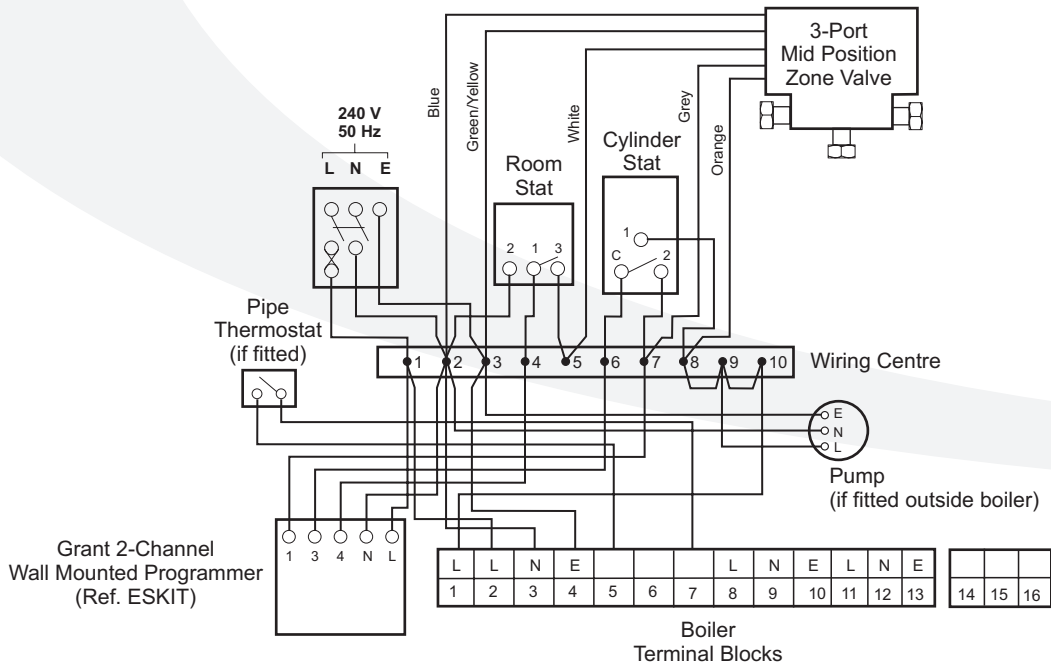 3-Port
Mid Position
Zone Valve
240 V
50 Hz
L N E
Blue
Green/Yellow
White
Grey
Orange
Room
Stat
2 1 3
Cylinder
Stat
1
C 2
Pipe
Thermostat
(if fitted)
1 2 3 4 5 6 7 8 9 10
Wiring Centre
E
N
L
Pump
(if fitted outside boiler)
Grant 2-Channel
Wall Mounted Programmer
(Ref. ESKIT)
1 3 4 N L
L L N E L N E L N E
1 2 3 4 5 6 7 8 9 10 11 12 13
14 15 16
Boiler
Terminal Blocks